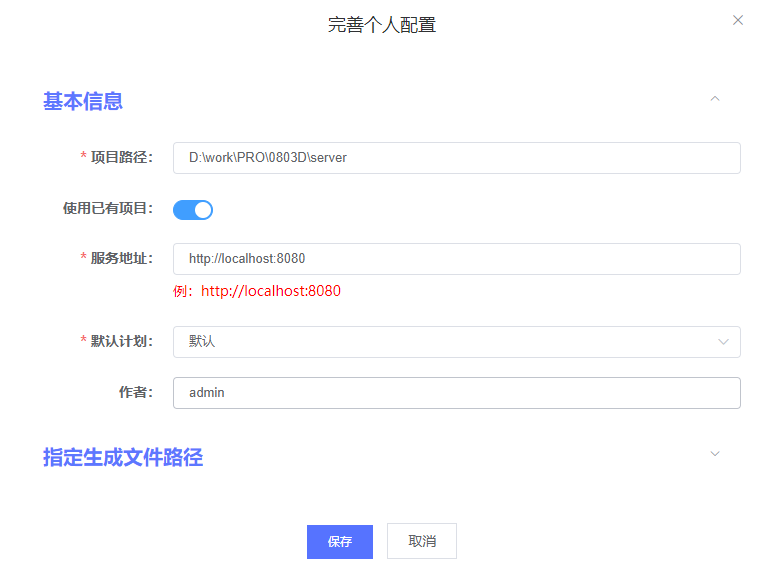 完善个人配置
基本信息
* 项目路径： D:\work\PRO\0803D\server
使用已有项目：
* 服务地址： http://localhost:8080
例：http://localhost:8080
* 默认计划： 默认
作者： admin
指定生成文件路径
保存 取消